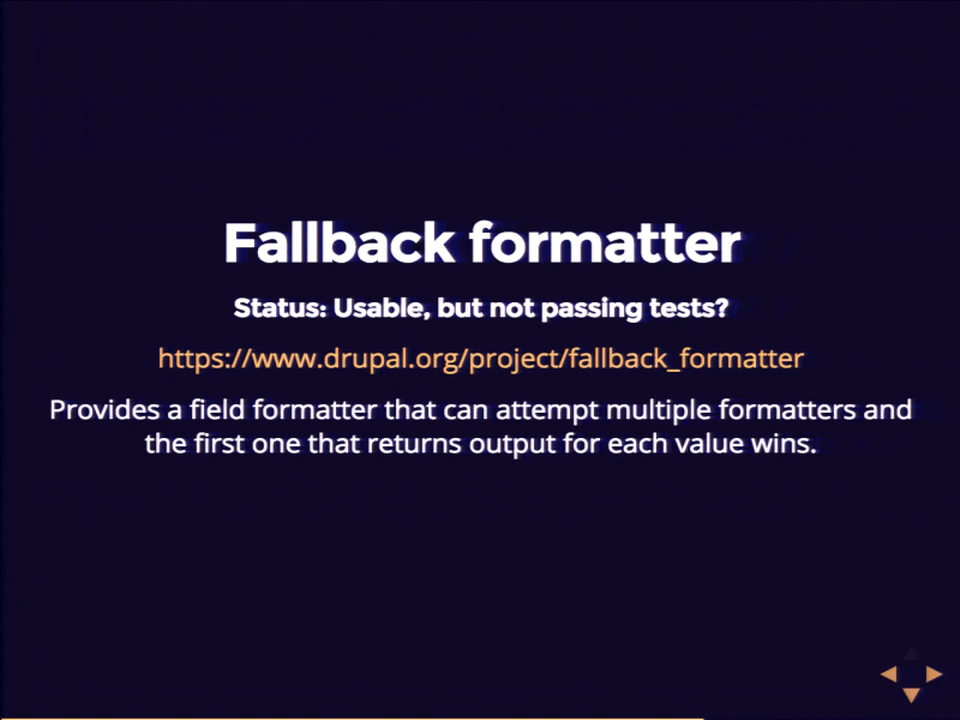 Fallback formatter
Status: Usable, but not passing tests?
https://www.drupal.org/project/fallback_formatter
Provides a field formatter that can attempt multiple formatters and
the first one that returns output for each value wins.